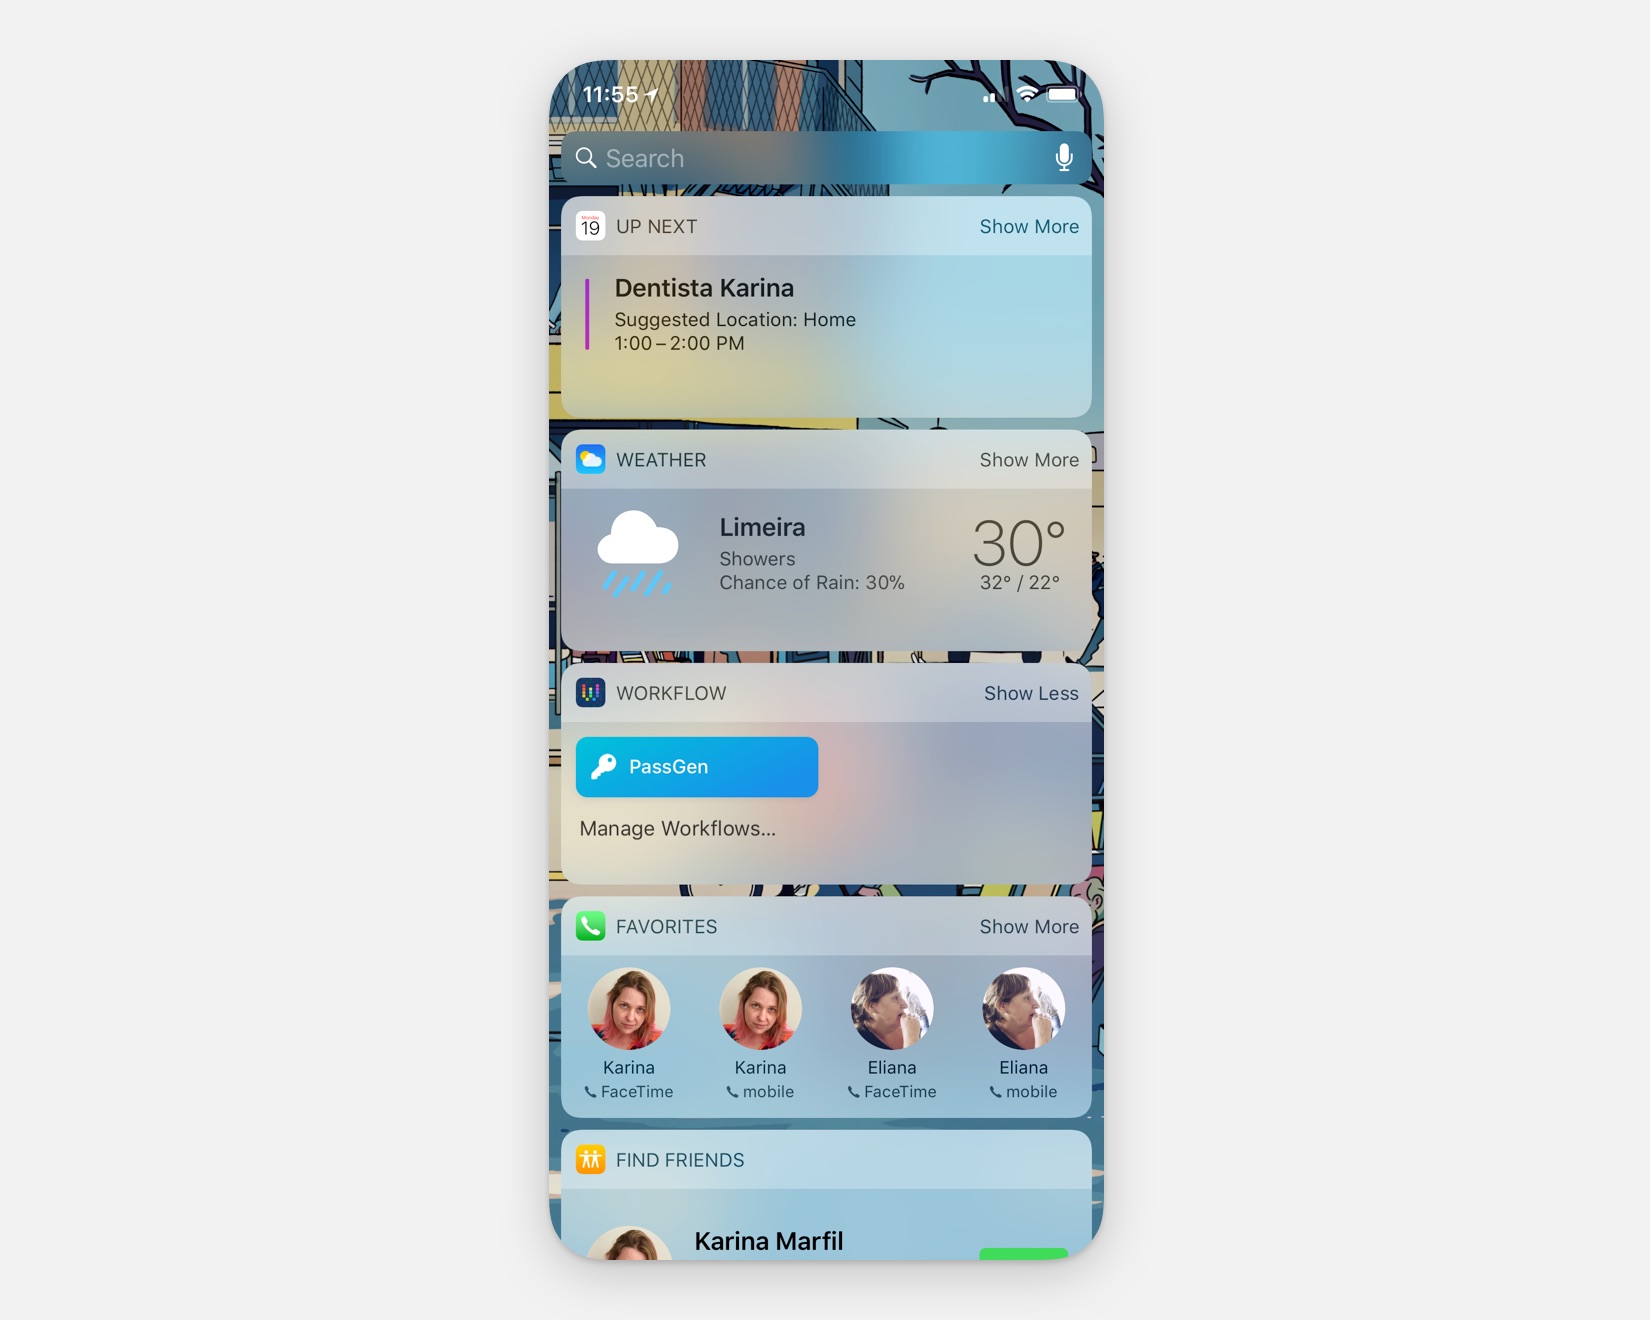 11:55
Search
Monday
19
UP NEXT
Show More
Dentista Karina
Suggested Location: Home
1:00 – 2:00 PM
WEATHER
Show More
Limeira
Showers
Chance of Rain: 30%
30°
32° / 22°
WORKFLOW
Show Less
PassGen
Manage Workflows...
FAVORITES
Show More
Karina
FaceTime
Karina
mobile
Eliana
FaceTime
Eliana
mobile
FIND FRIENDS
Karina Marfil